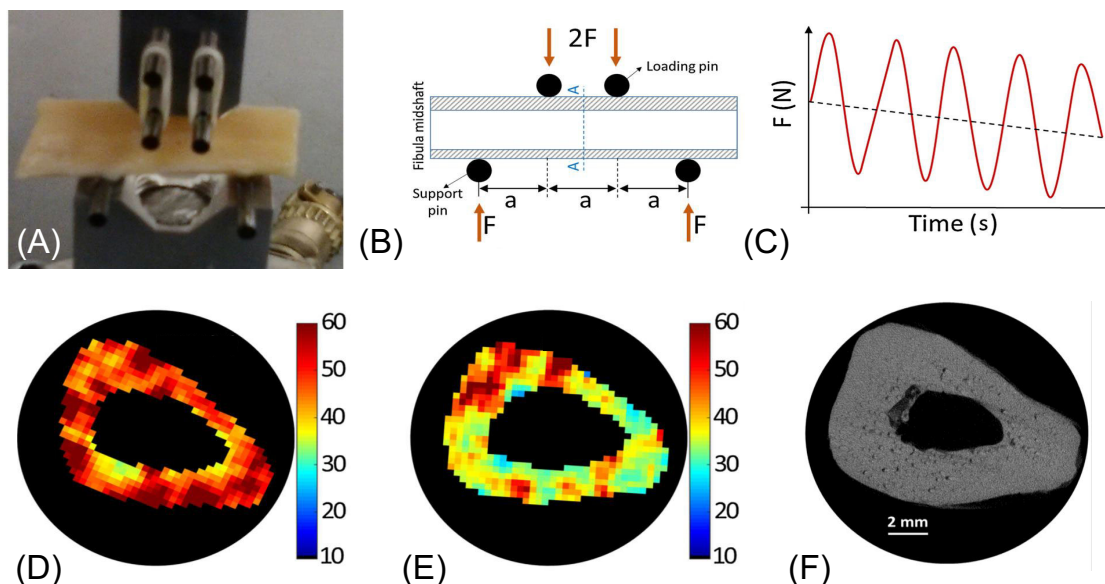 (A)
2F
Loading pin
A
Fibula midshaft
A
Support
pin
a
a
a
F
F
(B)
F (N)
Time (s)
(C)
60
50
40
30
20
10
(D)
60
50
40
30
20
10
(E)
2 mm
(F)